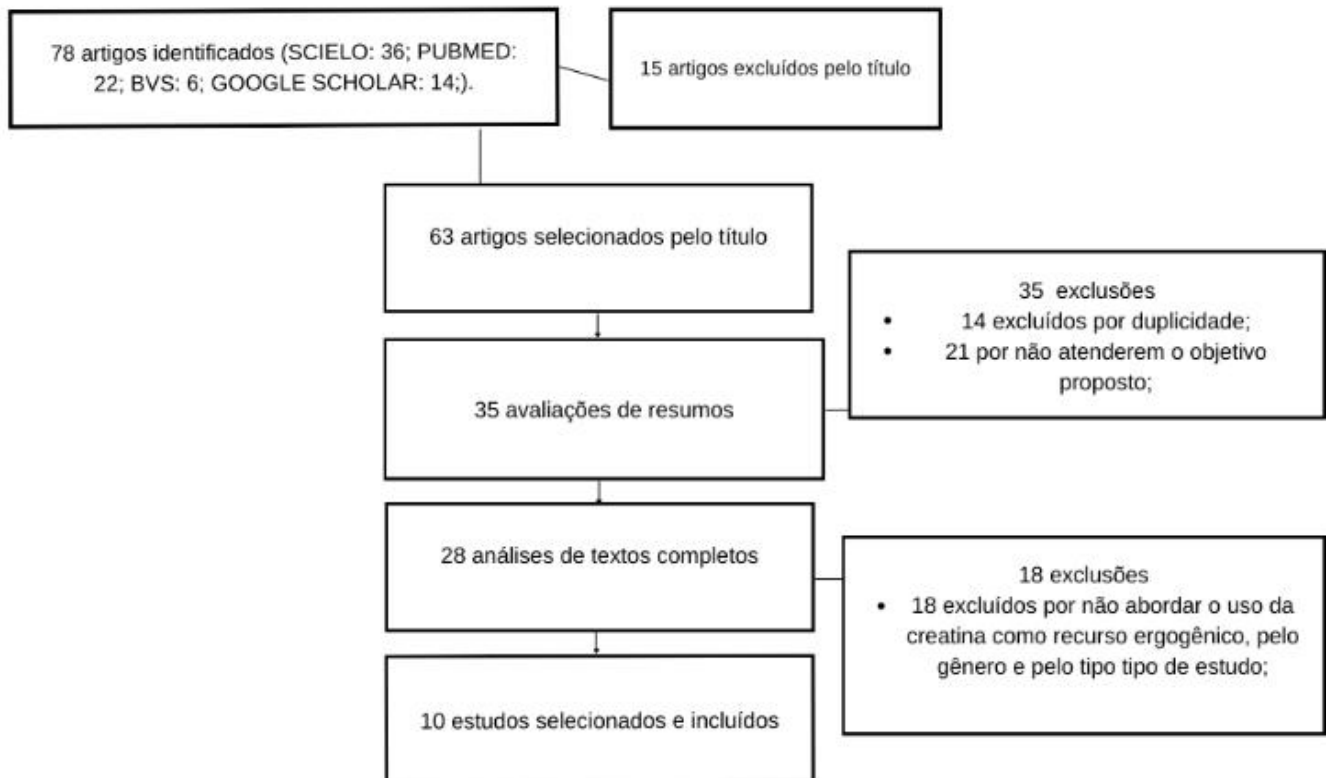 78 artigos identificados (SCIELO: 36; PUBMED:
22; BVS: 6; GOOGLE SCHOLAR: 14;).
15 artigos excluídos pelo título
63 artigos selecionados pelo título
35 exclusões
• 14 excluídos por duplicidade;
• 21 por não atenderem o objetivo
proposto;
35 avaliações de resumos
28 análises de textos completos
18 exclusões
• 18 excluídos por não abordar o uso da
creatina como recurso ergogênico, pelo
gênero e pelo tipo tipo de estudo;
10 estudos selecionados e incluídos